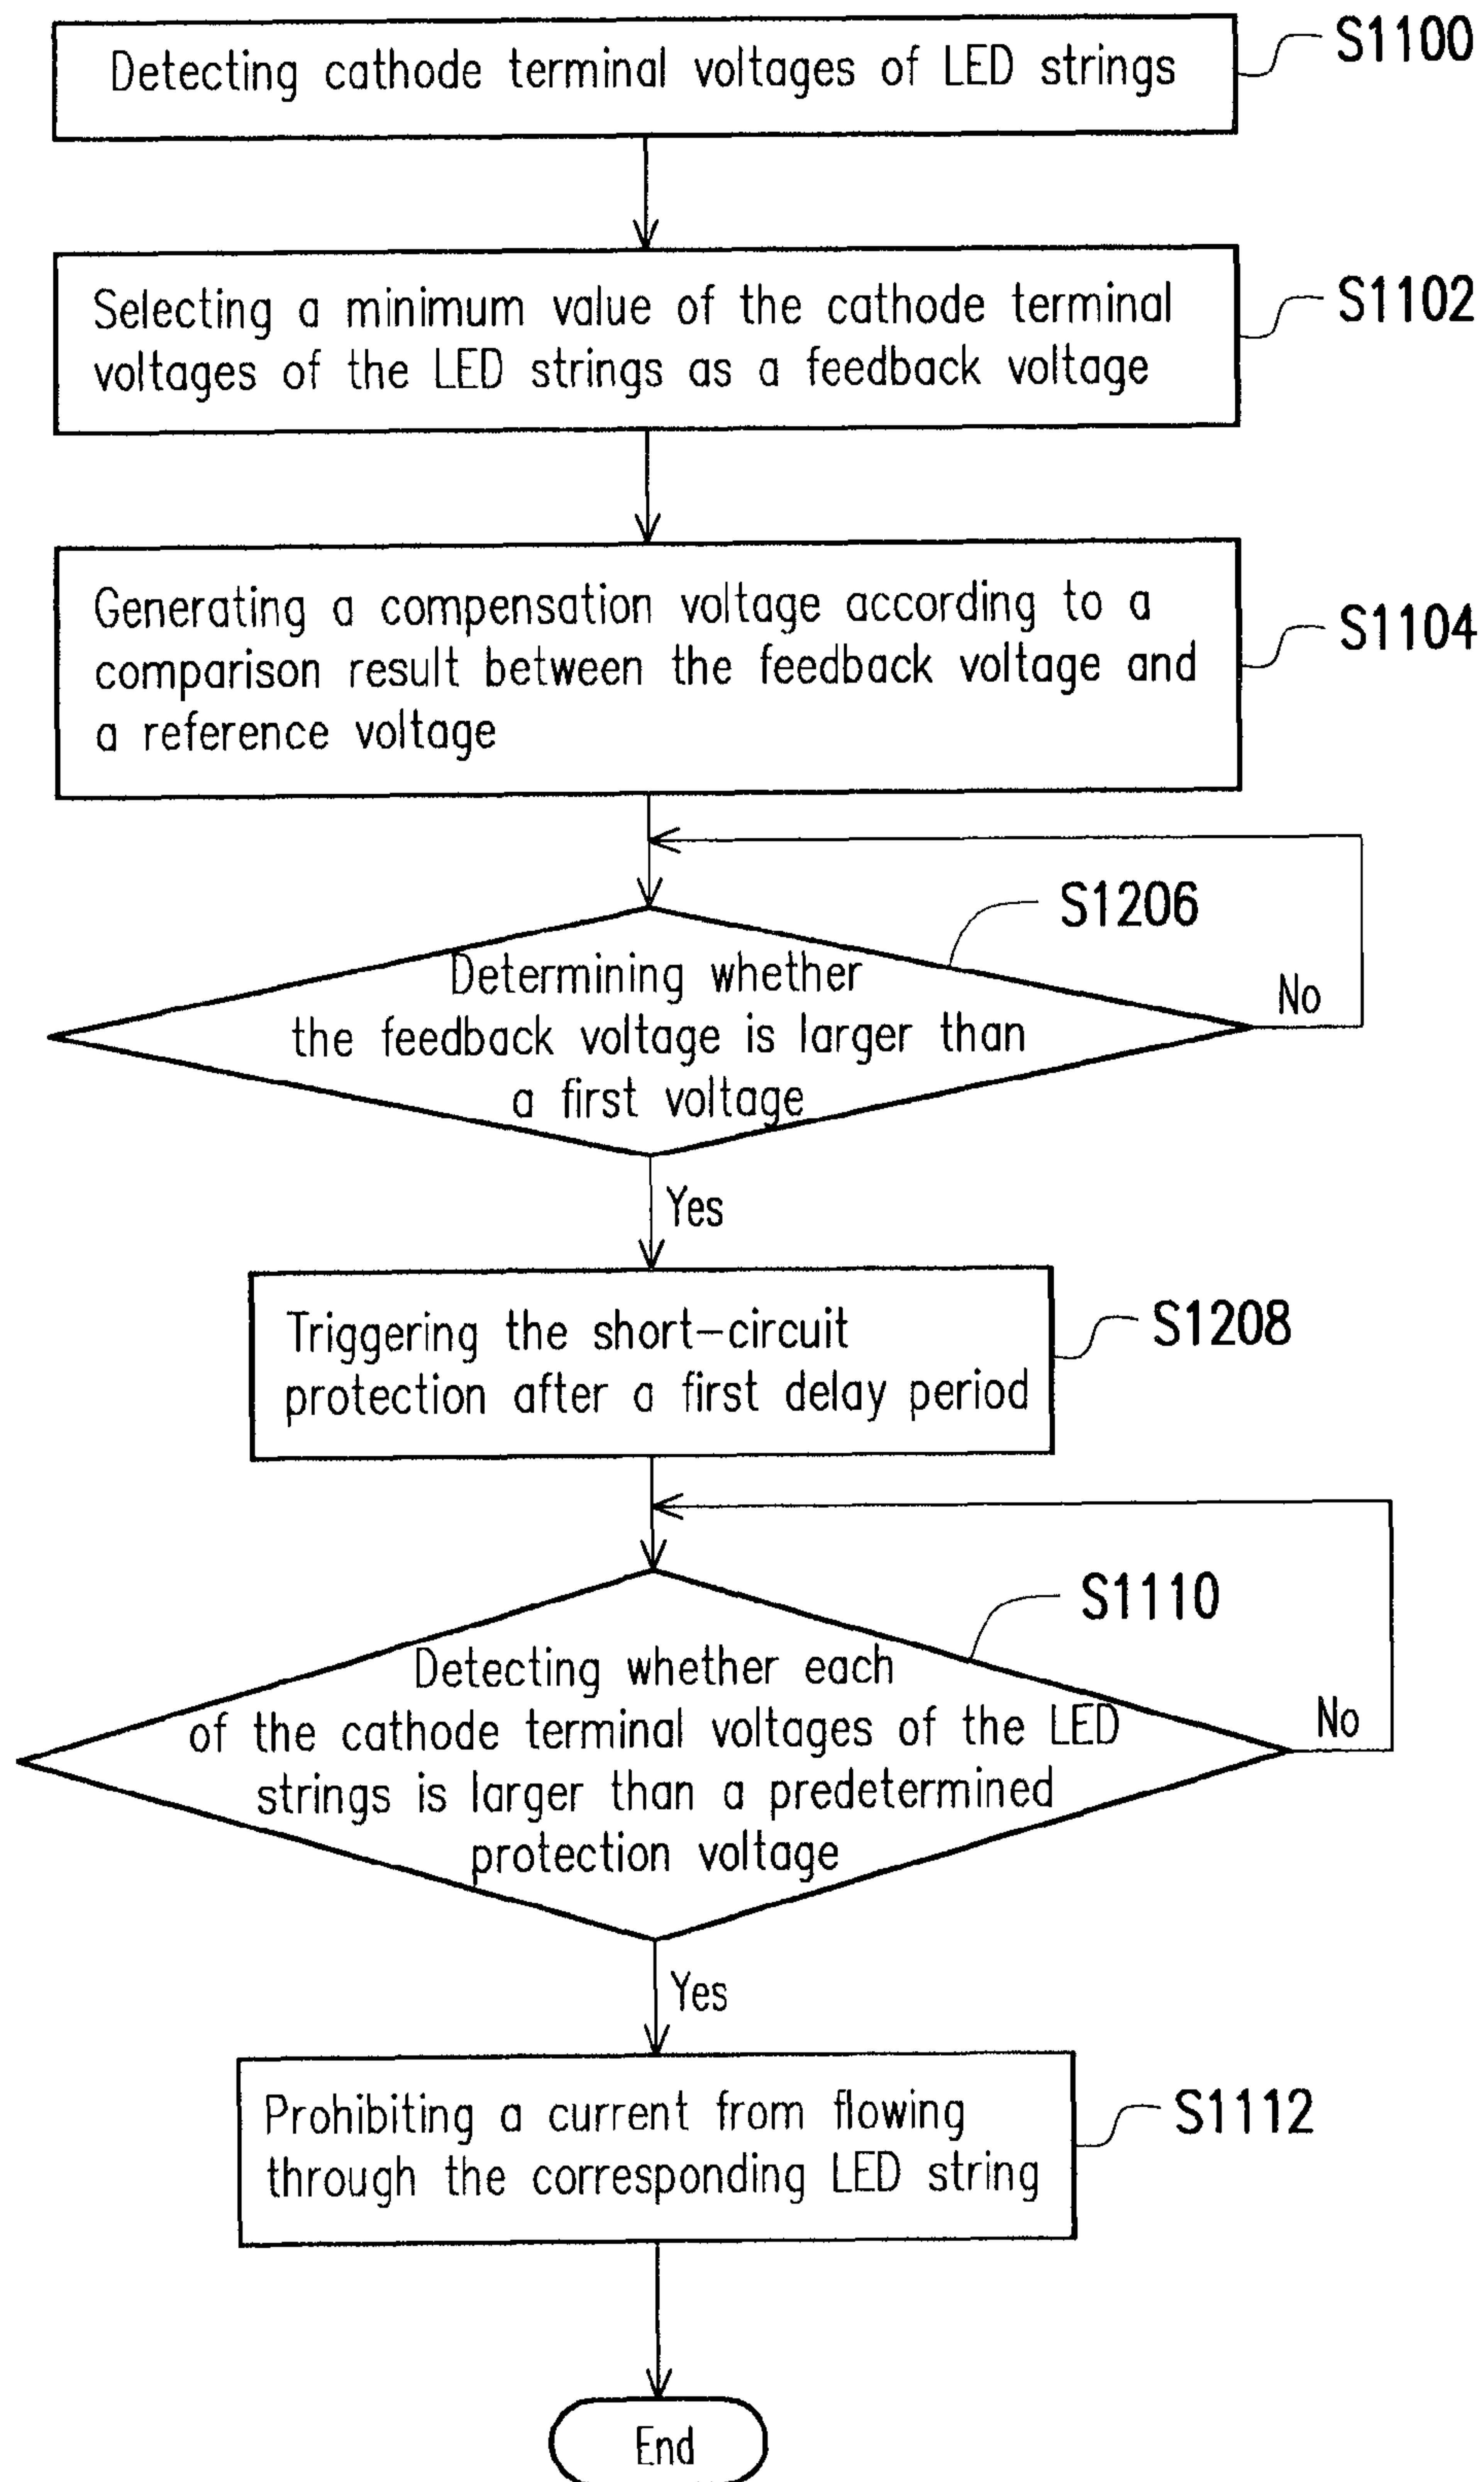 Detecting cathode terminal voltages of LED strings
S1100
Selecting a minimum value of the cathode terminal
voltages of the LED strings as a feedback voltage
S1102
Generating a compensation voltage according to a
comparison result between the feedback voltage and
a reference voltage
S1104
S1206
Determining whether
the feedback voltage is larger than
a first voltage
No
Yes
Triggering the short-circuit
protection after a first delay period
S1208
S1110
Detecting whether each
of the cathode terminal voltages of the LED
strings is larger than a predetermined
protection voltage
No
Yes
Prohibiting a current from flowing
through the corresponding LED string
S1112
End